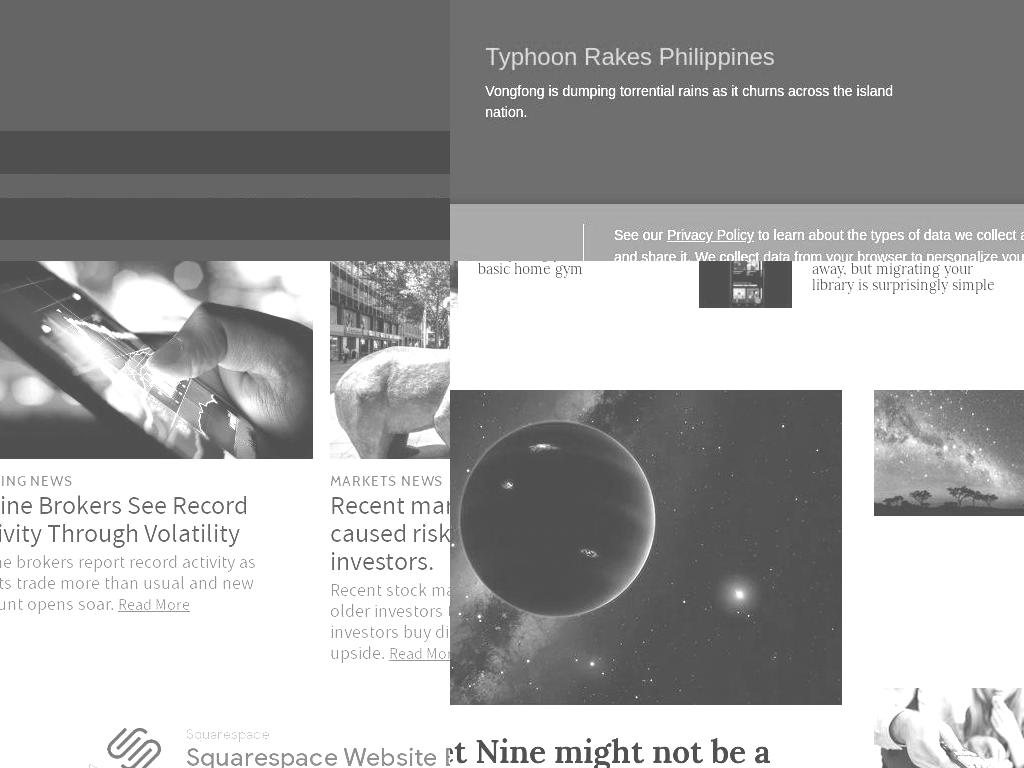 Typhoon Rakes Philippines
Vongfong is dumping torrential rains as it churns across the island
nation.
See our Privacy Policy to learn about the types of data we collect
and share it. We collect data from your browser to personalize
basic home gym
away, but migrating your
library is surprisingly simple
ING NEWS
ine Brokers See Record
ivity Through Volatility
ne brokers report record activity as
ts trade more than usual and new
unt opens soar. Read More
MARKETS NEWS
Recent mar
caused risk
investors.
Recent stock ma
older investors
investors buy di
upside. Read Mor
Squarespace
Squarespace Website
et Nine might not be a